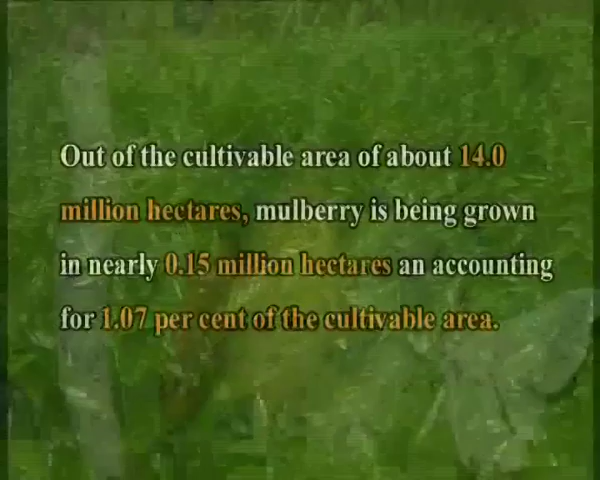 Out of the cultivable area of about 14.0
million hectares, mulberry is being grown
in nearly 0.15 million hectares an accounting
for 1.07 per cent of the cultivable area.